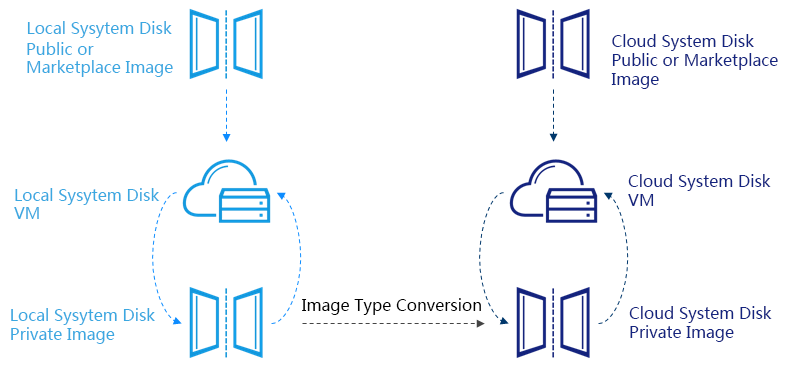 Local Sysytem Disk
Public or
Marketplace Image
Cloud System Disk
Public or Marketplace
Image
Local Sysytem Disk
VM
Cloud System Disk
VM
Local Sysytem Disk
Private Image
Image Type Conversion
Cloud System Disk
Private Image